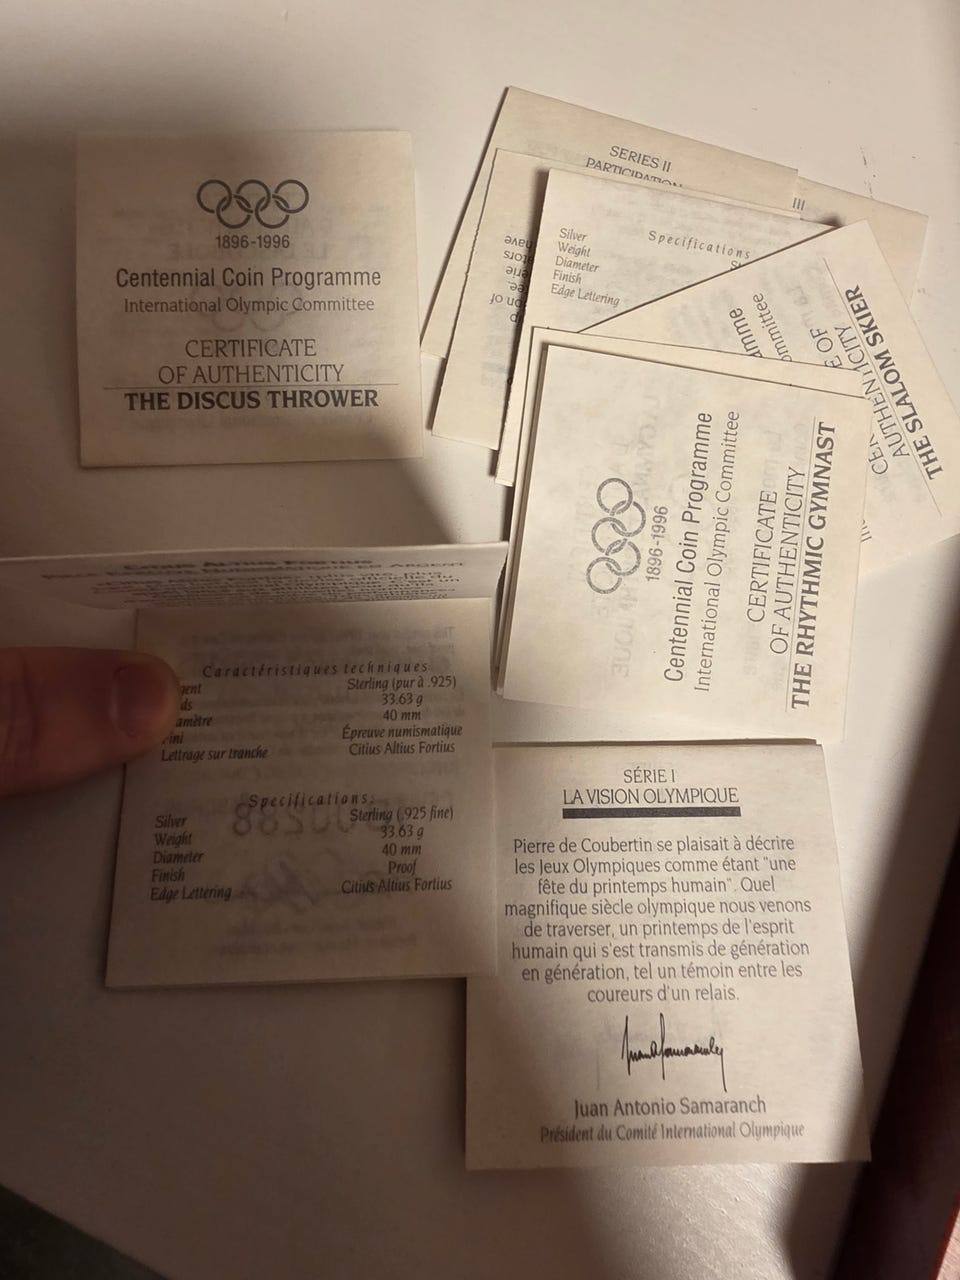 1896-1996
Centennial Coin Programme
International Olympic Committee
CERTIFICATE
OF AUTHENTICITY
THE DISCUS THROWER
SERIES II
PARTICIPATION
III
Specifications
Silver
Weight
Diameter
Finish
Edge Lettering
AUTHENTICITY
THE SLALOM SKIER
1896-1996
Centennial Coin Programme
International Olympic Committee
CERTIFICATE
OF AUTHENTICITY
THE RHYTHMIC GYMNAST
Citius Altius Fortius
Caractéristiques techniques
Sterling (pur à .925)
33.63 g
40 mm
Épreuve numismatique
Lettrage sur tranche Citius Altius Fortius
Specifications:
Silver Sterling (.925 fine)
Weight 33.63 g
Diameter 40 mm
Finish Proof
Edge Lettering Citius Altius Fortius
SÉRIE I
LA VISION OLYMPIQUE
Pierre de Coubertin se plaisait à décrire
les Jeux Olympiques comme étant "une
fête du printemps humain". Quel
magnifique siècle olympique nous venons
de traverser, un printemps de l'esprit
humain qui s'est transmis de génération
en génération, tel un témoin entre les
coureurs d'un relais.
Juan Antonio Samaranch
Président du Comité International Olympique